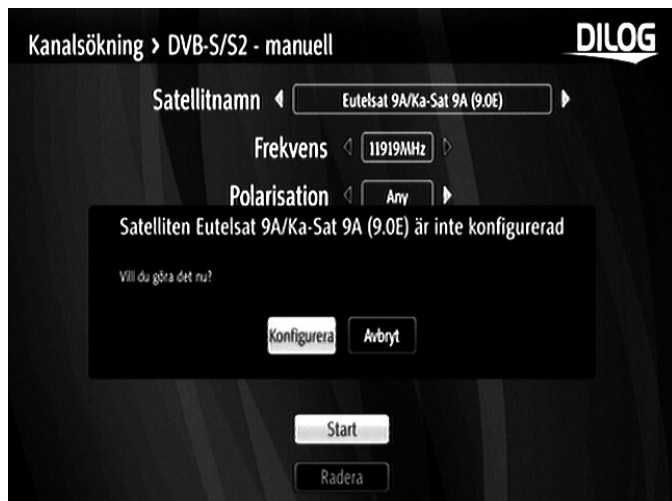 Kanalsökning > DVB-S/S2 - manuell
DILOG
Satellitnamn Eutelsat 9A/Ka-Sat 9A (9.0E)
Frekvens 11919MHz
Polarisation Any
Satelliten Eutelsat 9A/Ka-Sat 9A (9.0E) är inte konfigurerad
Vill du göra det nu?
Konfigurera Avbryt
Start
Radera